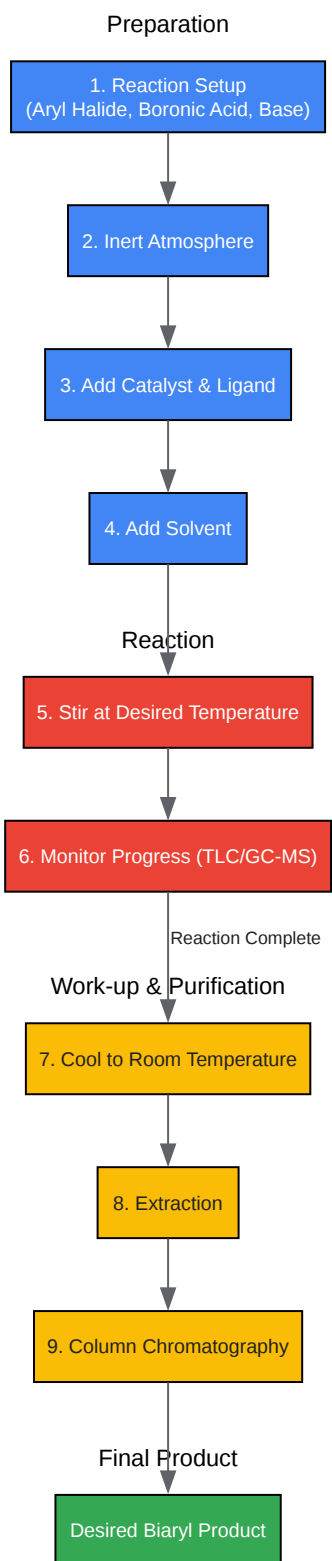 Preparation
1. Reaction Setup
(Aryl Halide, Boronic Acid, Base)
2. Inert Atmosphere
3. Add Catalyst & Ligand
4. Add Solvent
Reaction
5. Stir at Desired Temperature
6. Monitor Progress (TLC/GC-MS)
Reaction Complete
Work-up & Purification
7. Cool to Room Temperature
8. Extraction
9. Column Chromatography
Final Product
Desired Biaryl Product